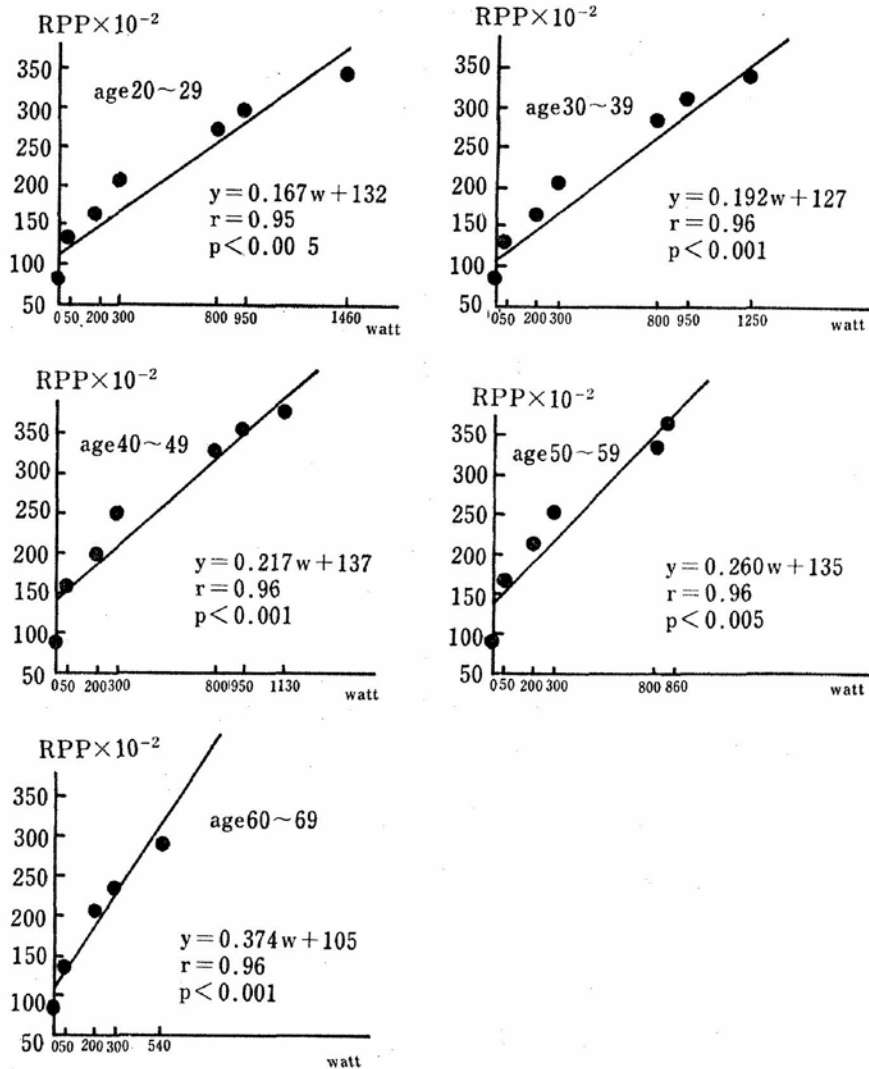 RPP×10⁻²
350
300
250
200
150
100
50
age20~29
y=0.167w+132
r=0.95
p<0.00 5
0 50 200 300 800 950 1460
watt
RPP×10⁻²
350
300
250
200
150
100
50
age30~39
y=0.192w+127
r=0.96
p<0.001
0 50 200 300 800 950 1250
watt
RPP×10⁻²
350
300
250
200
150
100
50
age40~49
y=0.217w+137
r=0.96
p<0.001
0 50 200 300 800 950 1130
watt
RPP×10⁻²
350
300
250
200
150
100
50
age50~59
y=0.260w+135
r=0.96
p<0.005
0 50 200 300 800 860
watt
RPP×10⁻²
350
300
250
200
150
100
50
age60~69
y=0.374w+105
r=0.96
p<0.001
0 50 200 300 540
watt